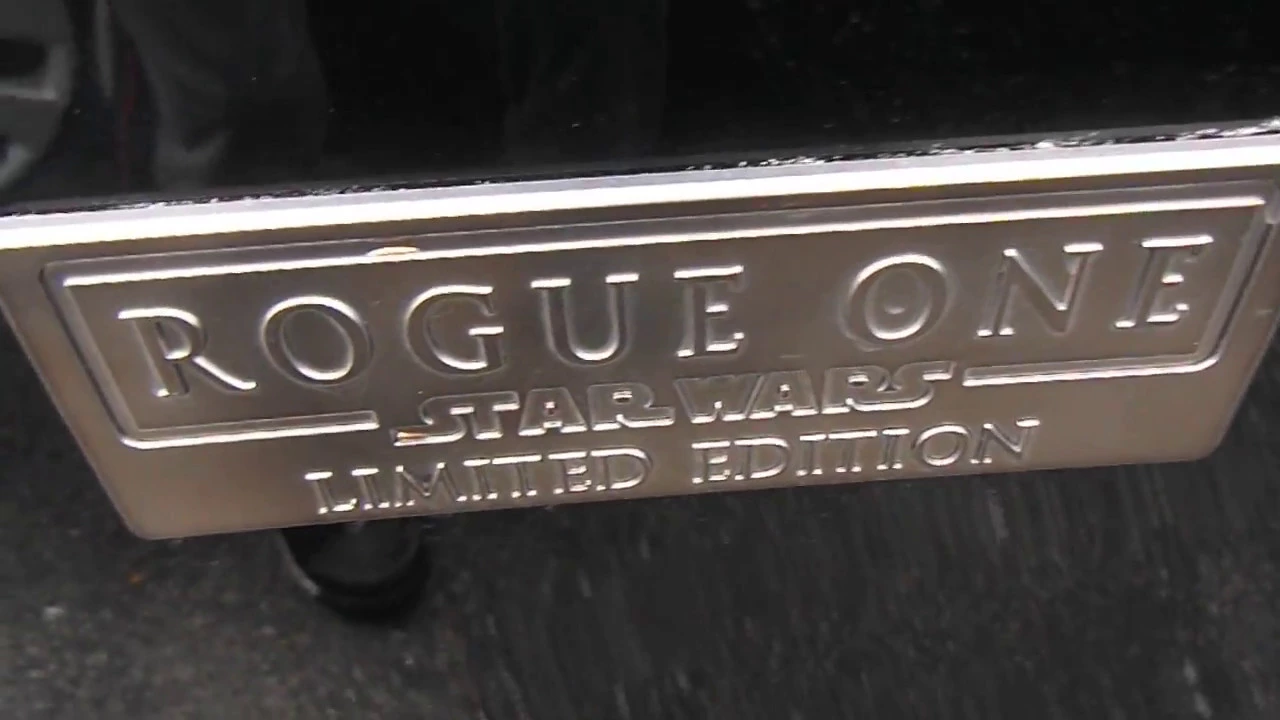 ROGUE ONE
STAR WARS
LIMITED EDITION